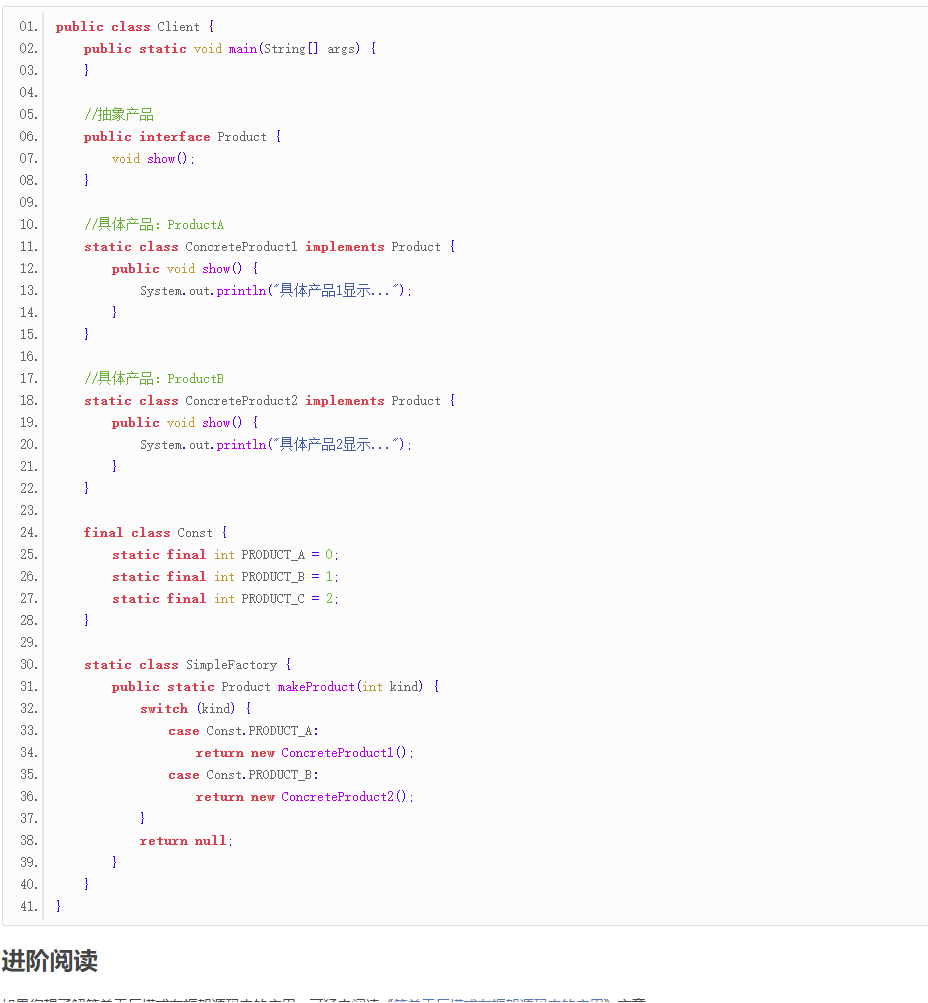 01. public class Client {
02.     public static void main(String[] args) {
03.     }
04.
05.     //抽象产品
06.     public interface Product {
07.         void show();
08.     }
09.
10.     //具体产品：ProductA
11.     static class ConcreteProduct1 implements Product {
12.         public void show() {
13.             System.out.println("具体产品1显示...");
14.         }
15.     }
16.
17.     //具体产品：ProductB
18.     static class ConcreteProduct2 implements Product {
19.         public void show() {
20.             System.out.println("具体产品2显示...");
21.         }
22.     }
23.
24.     final class Const {
25.         static final int PRODUCT_A = 0;
26.         static final int PRODUCT_B = 1;
27.         static final int PRODUCT_C = 2;
28.     }
29.
30.     static class SimpleFactory {
31.         public static Product makeProduct(int kind) {
32.             switch (kind) {
33.                 case Const.PRODUCT_A:
34.                     return new ConcreteProduct1();
35.                 case Const.PRODUCT_B:
36.                     return new ConcreteProduct2();
37.             }
38.             return null;
39.         }
40.     }
41. }
进阶阅读